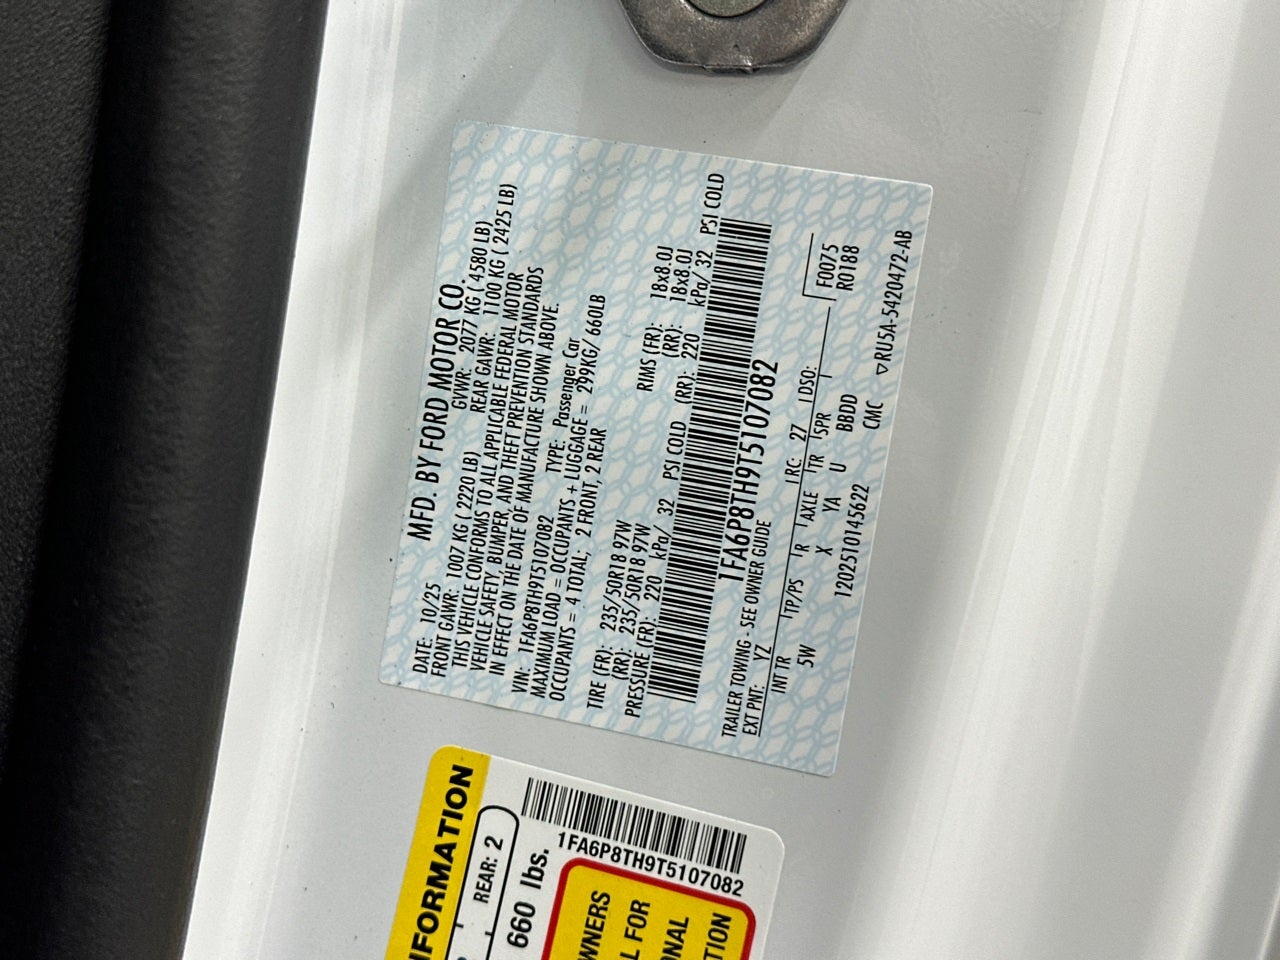 MFD. BY FORD MOTOR CO.
DATE: 10/25 GVWR: 2077 KG ( 4580 LB)
FRONT GAWR: 1007 KG ( 2220 LB) REAR GAWR: 1100 KG ( 2425 LB)
THIS VEHICLE CONFORMS TO ALL APPLICABLE FEDERAL MOTOR
VEHICLE SAFETY, BUMPER, AND THEFT PREVENTION STANDARDS
IN EFFECT ON THE DATE OF MANUFACTURE SHOWN ABOVE.
VIN: 1FA6P8TH9T5107082 TYPE: Passenger Car
MAXIMUM LOAD = OCCUPANTS + LUGGAGE = 299KG/ 660LB
OCCUPANTS = 4 TOTAL; 2 FRONT, 2 REAR
TIRE (FR): 235/50R18 97W RIMS (FR): 18x8.0J
(RR): 235/50R18 97W (RR): 18x8.0J
PRESSURE (FR): 220 kPa/ 32 PSI COLD (RR): 220 kPa/ 32 PSI COLD
1FA6P8TH9T5107082
TRAILER TOWING - SEE OWNER GUIDE
EXT PNT: YZ RC: 27 DSO:
INT TR TP/PS R AXLE TR SPR F0075
5W X YA U BBDD R0188
CMC
1202510145622 ▽RU5A-5420472-AB
FORMATION
REAR: 2
660 lbs.
1FA6P8TH9T5107082
WNERS
L FOR
ONAL
TION